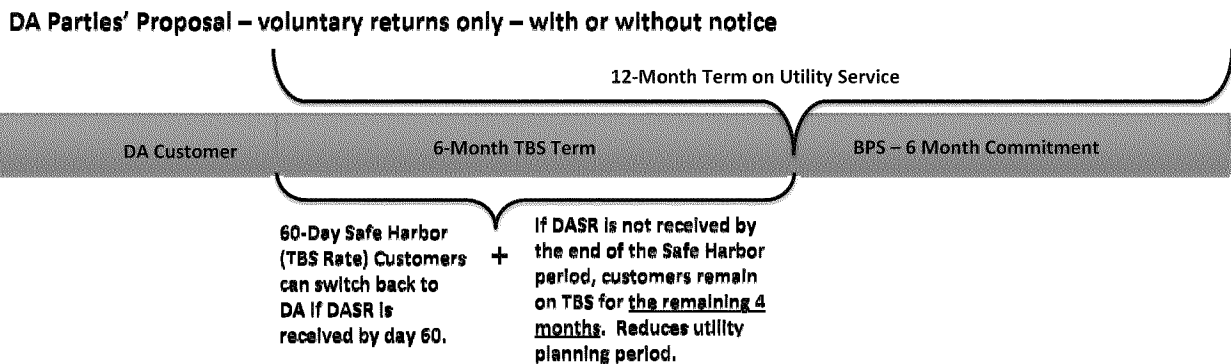 DA Parties' Proposal – voluntary returns only – with or without notice
12-Month Term on Utility Service
DA Customer
6-Month TBS Term
BPS – 6 Month Commitment
60-Day Safe Harbor
(TBS Rate) Customers
can switch back to
DA if DASR is
received by day 60.
+
If DASR is not received by
the end of the Safe Harbor
period, customers remain
on TBS for the remaining 4
months. Reduces utility
planning period.